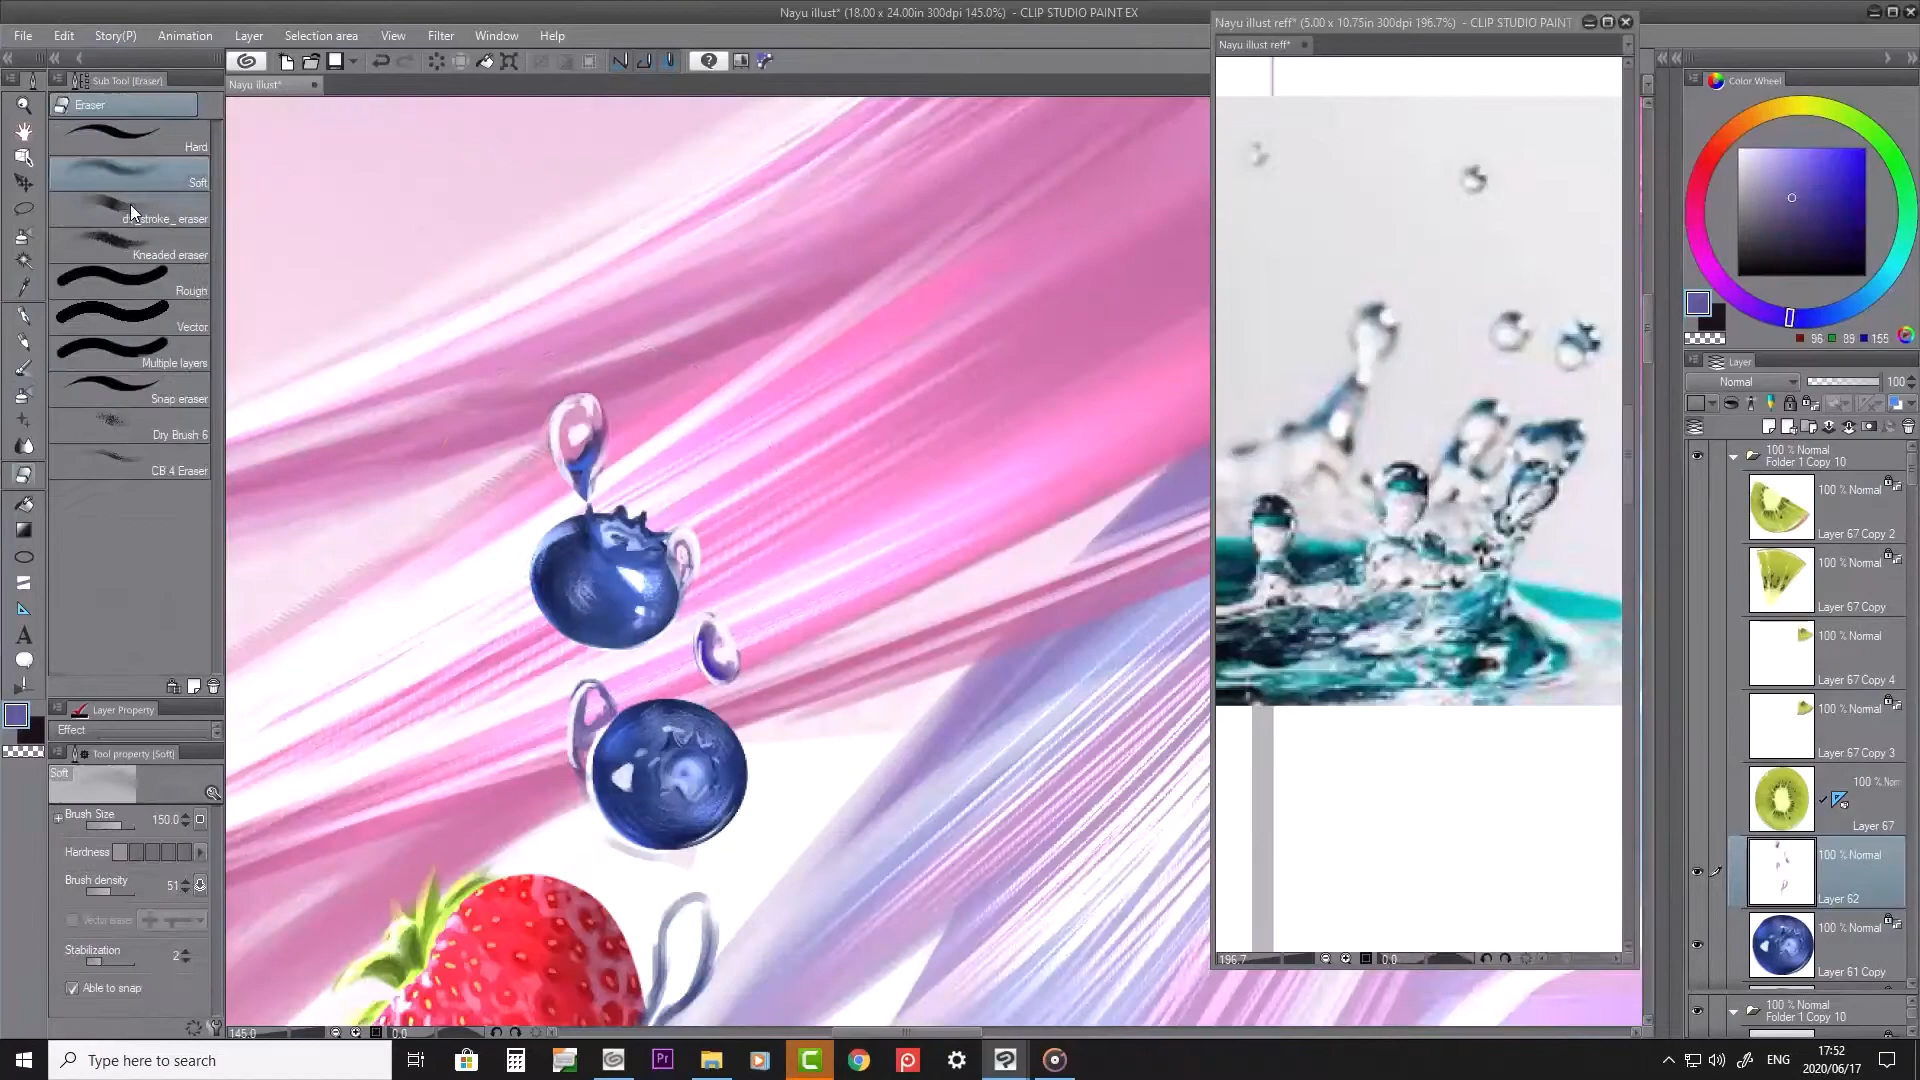 Nayu illust* (18.00 x 24.00in 300dpi 145.0%)  - CLIP STUDIO PAINT EX
Nayu illust reff* (5.00 x 10.75in 300dpi 196.7%)  - CLIP STUDIO PAINT
File Edit Story(P) Animation Layer Selection area View Filter Window Help
Nayu illust reff*
Sub Tool [Eraser]
Nayu illust*
Color Wheel
Eraser
Hard
Soft
stroke_ eraser
Kneaded eraser
Rough
Vector
Multiple layers
Snap eraser
Dry Brush 6
CB 4 Eraser
96 89 155
Layer
Normal 100
100 % Normal
Folder 1 Copy 10
100 % Normal
Layer 67 Copy 2
100 % Normal
Layer 67 Copy
100 % Normal
Layer 67 Copy 4
100 % Normal
Layer 67 Copy 3
100 % Norm
Layer 67
100 % Normal
Layer 62
100 % Normal
Layer 61 Copy
100 % Normal
Folder 1 Copy 10
Layer Property
Effect
Tool property [Soft]
Soft
Brush Size 150.0
Hardness
Brush density 51
Vector eraser
Stabilization 2
Able to snap
196.7 0.0
145.0 0.0
Type here to search
Pr
ENG
17:52
2020/06/17